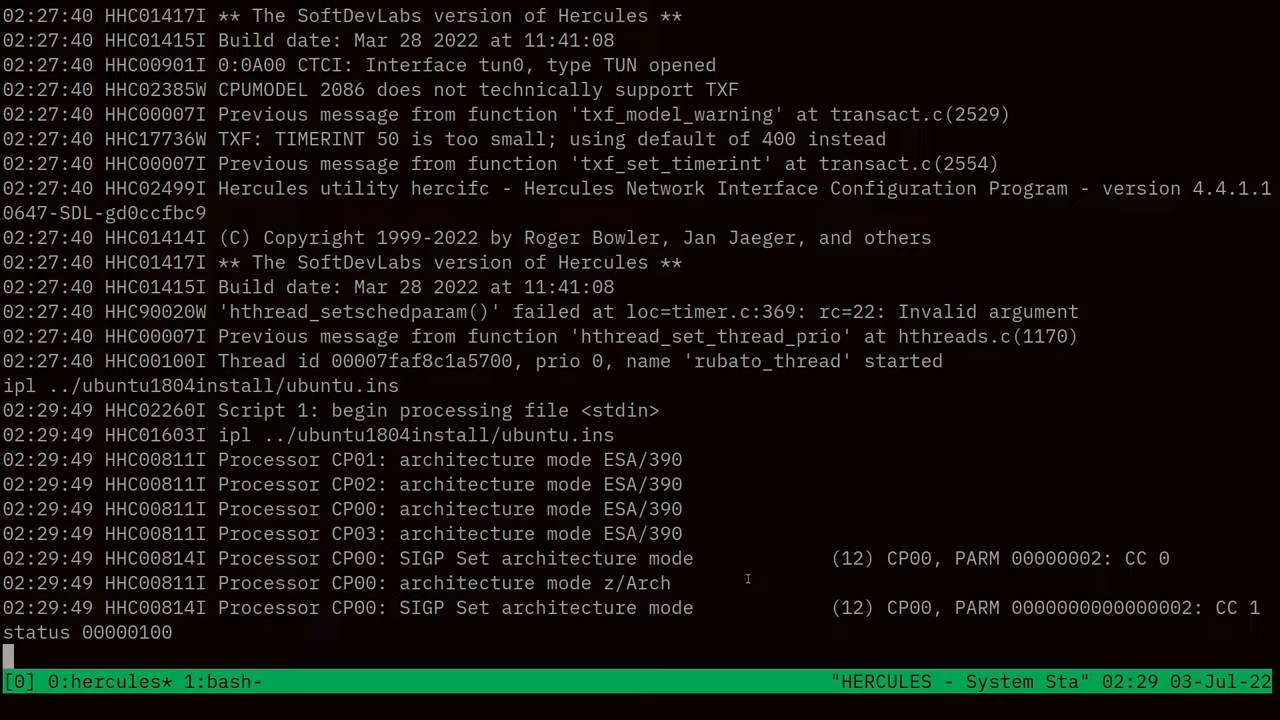 02:27:40 HHC01417I ** The SoftDevLabs version of Hercules **
02:27:40 HHC01415I Build date: Mar 28 2022 at 11:41:08
02:27:40 HHC00901I 0:0A00 CTCI: Interface tun0, type TUN opened
02:27:40 HHC02385W CPUMODEL 2086 does not technically support TXF
02:27:40 HHC00007I Previous message from function 'txf_model_warning' at transact.c(2529)
02:27:40 HHC17736W TXF: TIMERINT 50 is too small; using default of 400 instead
02:27:40 HHC00007I Previous message from function 'txf_set_timerint' at transact.c(2554)
02:27:40 HHC02499I Hercules utility hercifc - Hercules Network Interface Configuration Program - version 4.4.1.1
0647-SDL-gd0ccfbc9
02:27:40 HHC01414I (C) Copyright 1999-2022 by Roger Bowler, Jan Jaeger, and others
02:27:40 HHC01417I ** The SoftDevLabs version of Hercules **
02:27:40 HHC01415I Build date: Mar 28 2022 at 11:41:08
02:27:40 HHC90020W 'hthread_setschedparam()' failed at loc=timer.c:369: rc=22: Invalid argument
02:27:40 HHC00007I Previous message from function 'hthread_set_thread_prio' at hthreads.c(1170)
02:27:40 HHC00100I Thread id 00007faf8c1a5700, prio 0, name 'rubato_thread' started
ipl ../ubuntu1804install/ubuntu.ins
02:29:49 HHC02260I Script 1: begin processing file <stdin>
02:29:49 HHC01603I ipl ../ubuntu1804install/ubuntu.ins
02:29:49 HHC00811I Processor CP01: architecture mode ESA/390
02:29:49 HHC00811I Processor CP02: architecture mode ESA/390
02:29:49 HHC00811I Processor CP00: architecture mode ESA/390
02:29:49 HHC00811I Processor CP03: architecture mode ESA/390
02:29:49 HHC00814I Processor CP00: SIGP Set architecture mode (12) CP00, PARM 00000002: CC 0
02:29:49 HHC00811I Processor CP00: architecture mode z/Arch
02:29:49 HHC00814I Processor CP00: SIGP Set architecture mode (12) CP00, PARM 0000000000000002: CC 1
status 00000100
[0] 0:hercules* 1:bash- "HERCULES - System Sta" 02:29 03-Jul-22